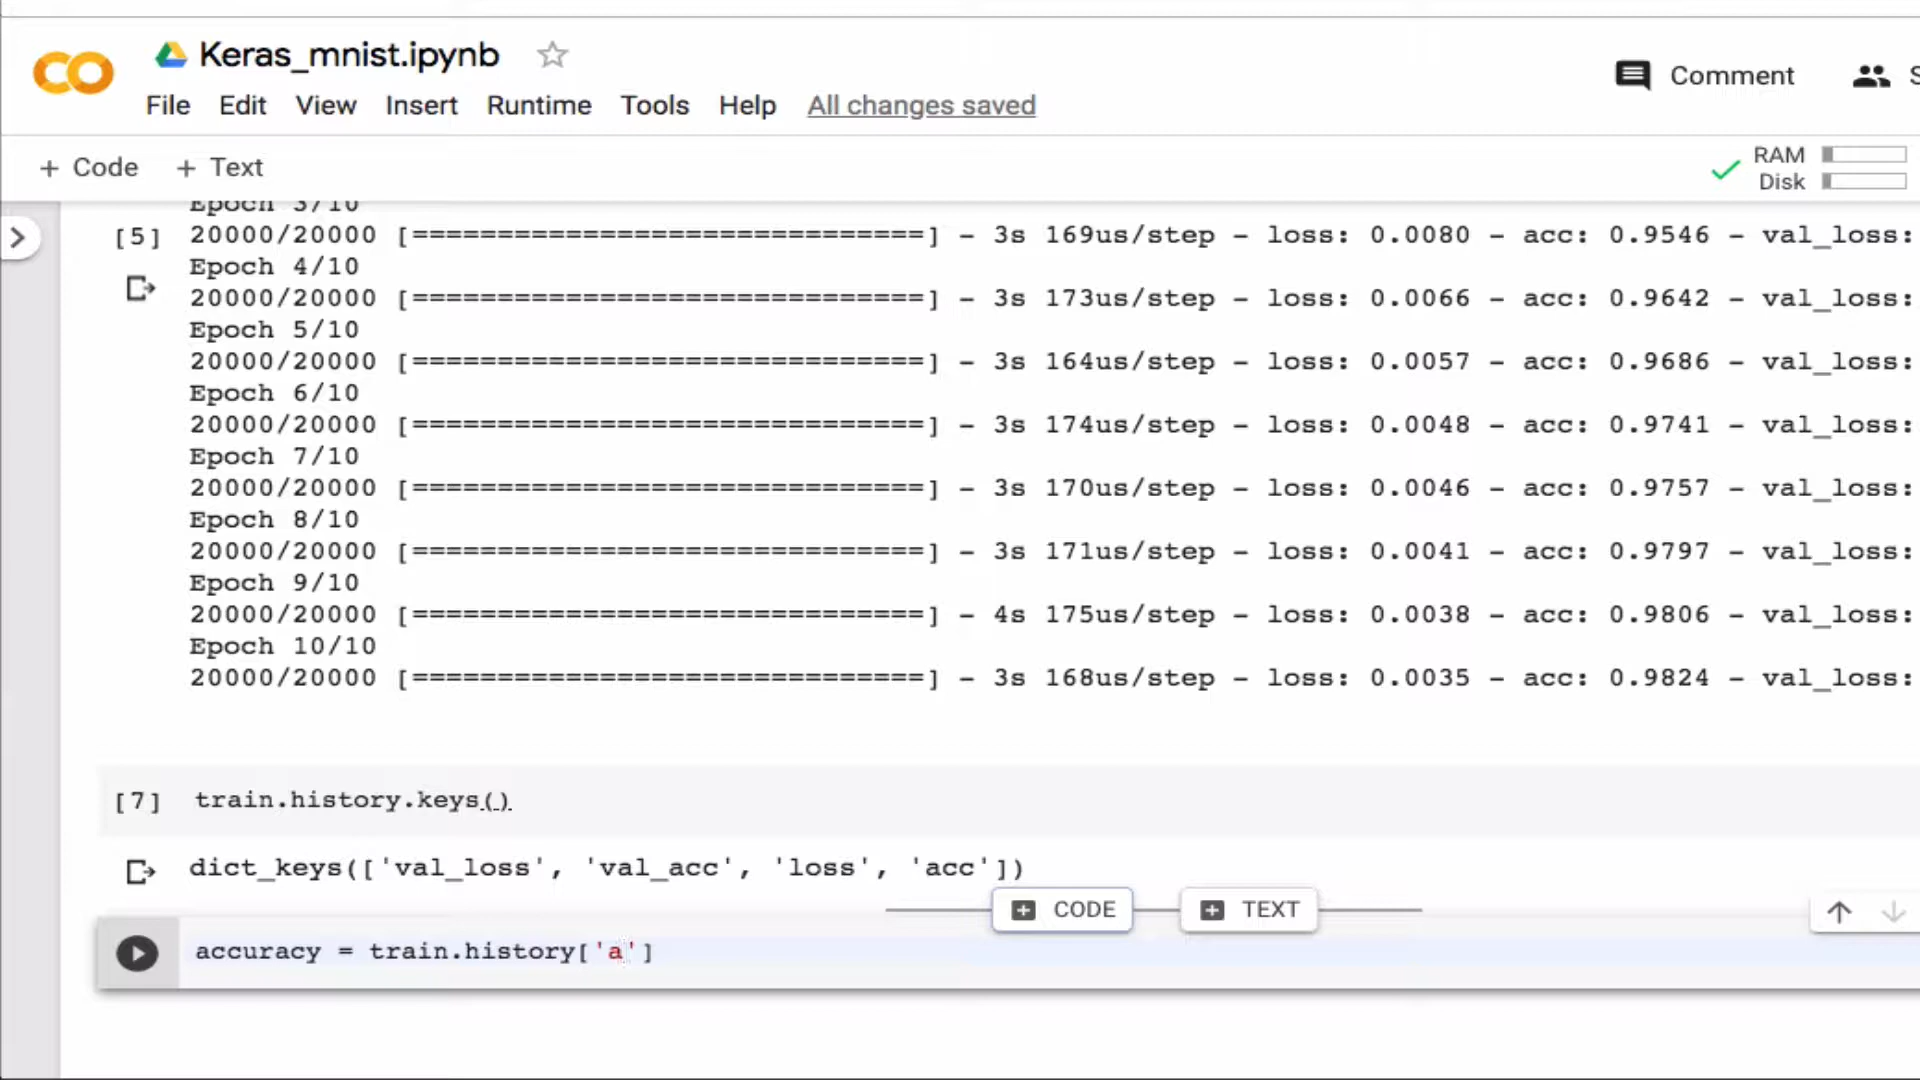 Keras_mnist.ipynb
Comment
File Edit View Insert Runtime Tools Help All changes saved
+ Code + Text
RAM
Disk
Epoch 3/10
[5] 20000/20000 [==============================] - 3s 169us/step - loss: 0.0080 - acc: 0.9546 - val_loss:
Epoch 4/10
20000/20000 [==============================] - 3s 173us/step - loss: 0.0066 - acc: 0.9642 - val_loss:
Epoch 5/10
20000/20000 [==============================] - 3s 164us/step - loss: 0.0057 - acc: 0.9686 - val_loss:
Epoch 6/10
20000/20000 [==============================] - 3s 174us/step - loss: 0.0048 - acc: 0.9741 - val_loss:
Epoch 7/10
20000/20000 [==============================] - 3s 170us/step - loss: 0.0046 - acc: 0.9757 - val_loss:
Epoch 8/10
20000/20000 [==============================] - 3s 171us/step - loss: 0.0041 - acc: 0.9797 - val_loss:
Epoch 9/10
20000/20000 [==============================] - 4s 175us/step - loss: 0.0038 - acc: 0.9806 - val_loss:
Epoch 10/10
20000/20000 [==============================] - 3s 168us/step - loss: 0.0035 - acc: 0.9824 - val_loss:
[7] train.history.keys()
dict_keys(['val_loss', 'val_acc', 'loss', 'acc'])
CODE TEXT
accuracy = train.history['a']